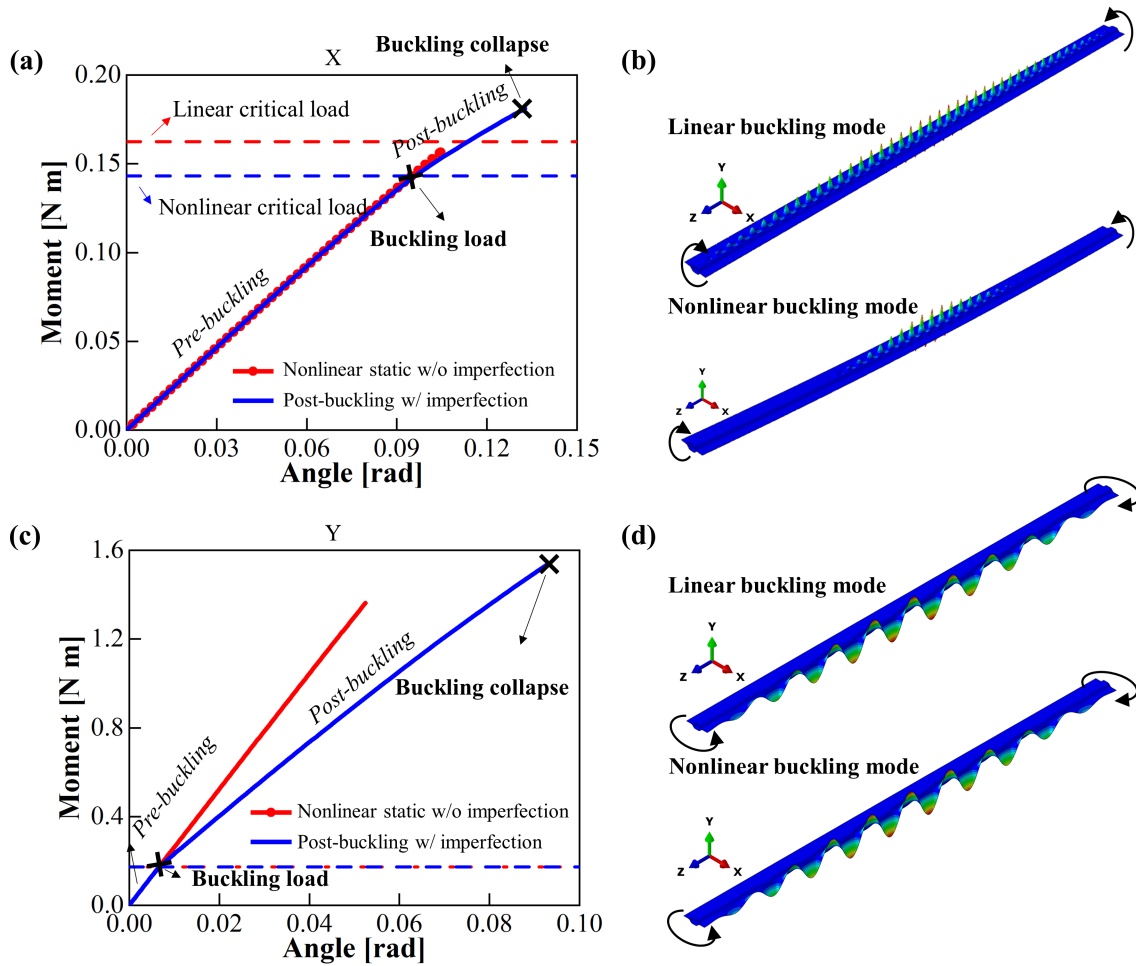 (a)
X
Buckling collapse
0.20
Linear critical load
Post-buckling
0.15
Nonlinear critical load
Buckling load
0.10
Moment [N m]
Pre-buckling
0.05
Nonlinear static w/o imperfection
Post-buckling w/ imperfection
0.00
0.00 0.03 0.06 0.09 0.12 0.15
Angle [rad]
(b)
Linear buckling mode
Y
Z X
Nonlinear buckling mode
Y
Z X
(c)
Y
1.6
Post-buckling
1.2
Buckling collapse
Moment [N m]
0.8
Pre-buckling
Nonlinear static w/o imperfection
0.4
Post-buckling w/ imperfection
Buckling load
0.0
0.00 0.02 0.04 0.06 0.08 0.10
Angle [rad]
(d)
Linear buckling mode
Y
Z X
Nonlinear buckling mode
Y
Z X